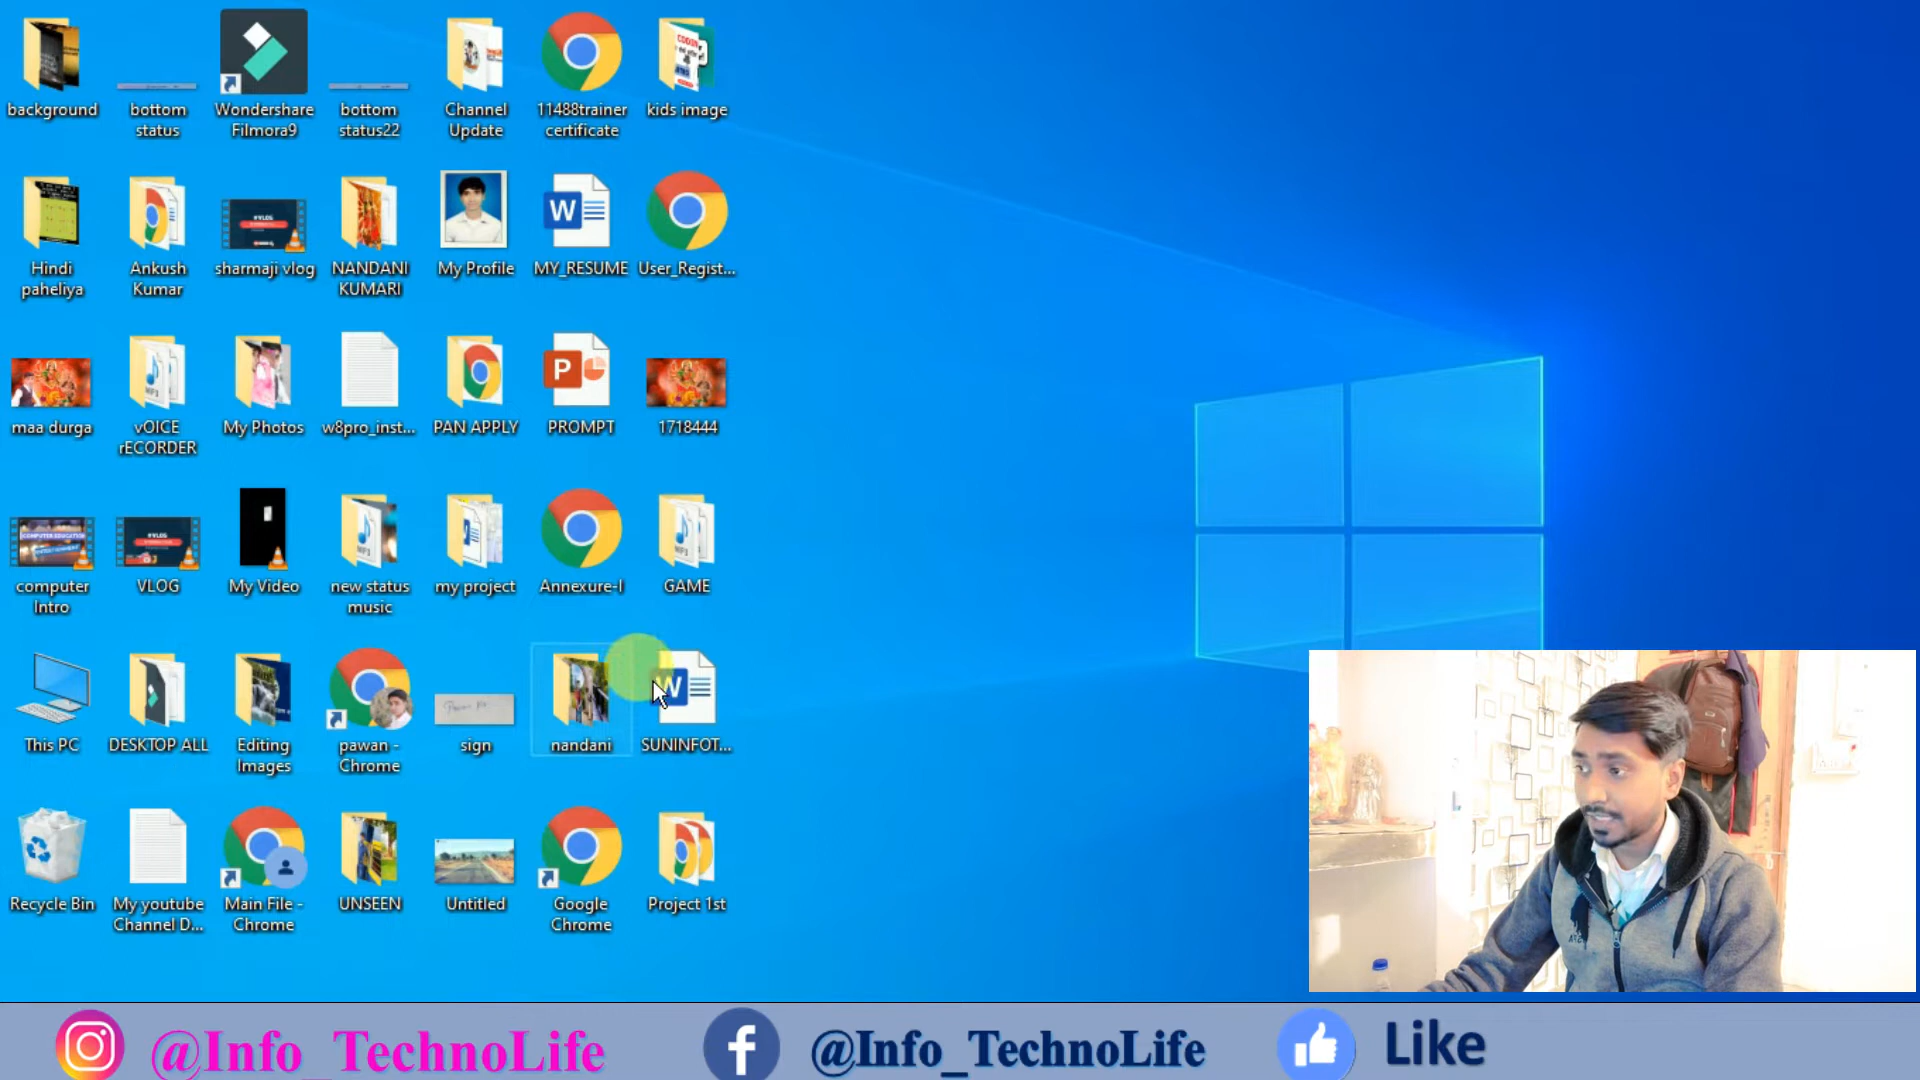 background
bottom
status
Wondershare
Filmora9
bottom
status22
Channel
Update
11488trainer
certificate
kids image
Hindi
paheliya
Ankush
Kumar
sharmaji vlog
NANDANI
KUMARI
My Profile
MY_RESUME
User_Regist...
maa durga
vOICE
rECORDER
My Photos
w8pro_inst...
PAN APPLY
PROMPT
1718444
computer
Intro
VLOG
My Video
new status
music
my project
Annexure-I
GAME
This PC
DESKTOP ALL
Editing
Images
pawan -
Chrome
sign
nandani
SUNINFOT...
Recycle Bin
My youtube
Channel D...
Main File -
Chrome
UNSEEN
Untitled
Google
Chrome
Project 1st
@Info_TechnoLife
@Info_TechnoLife
Like